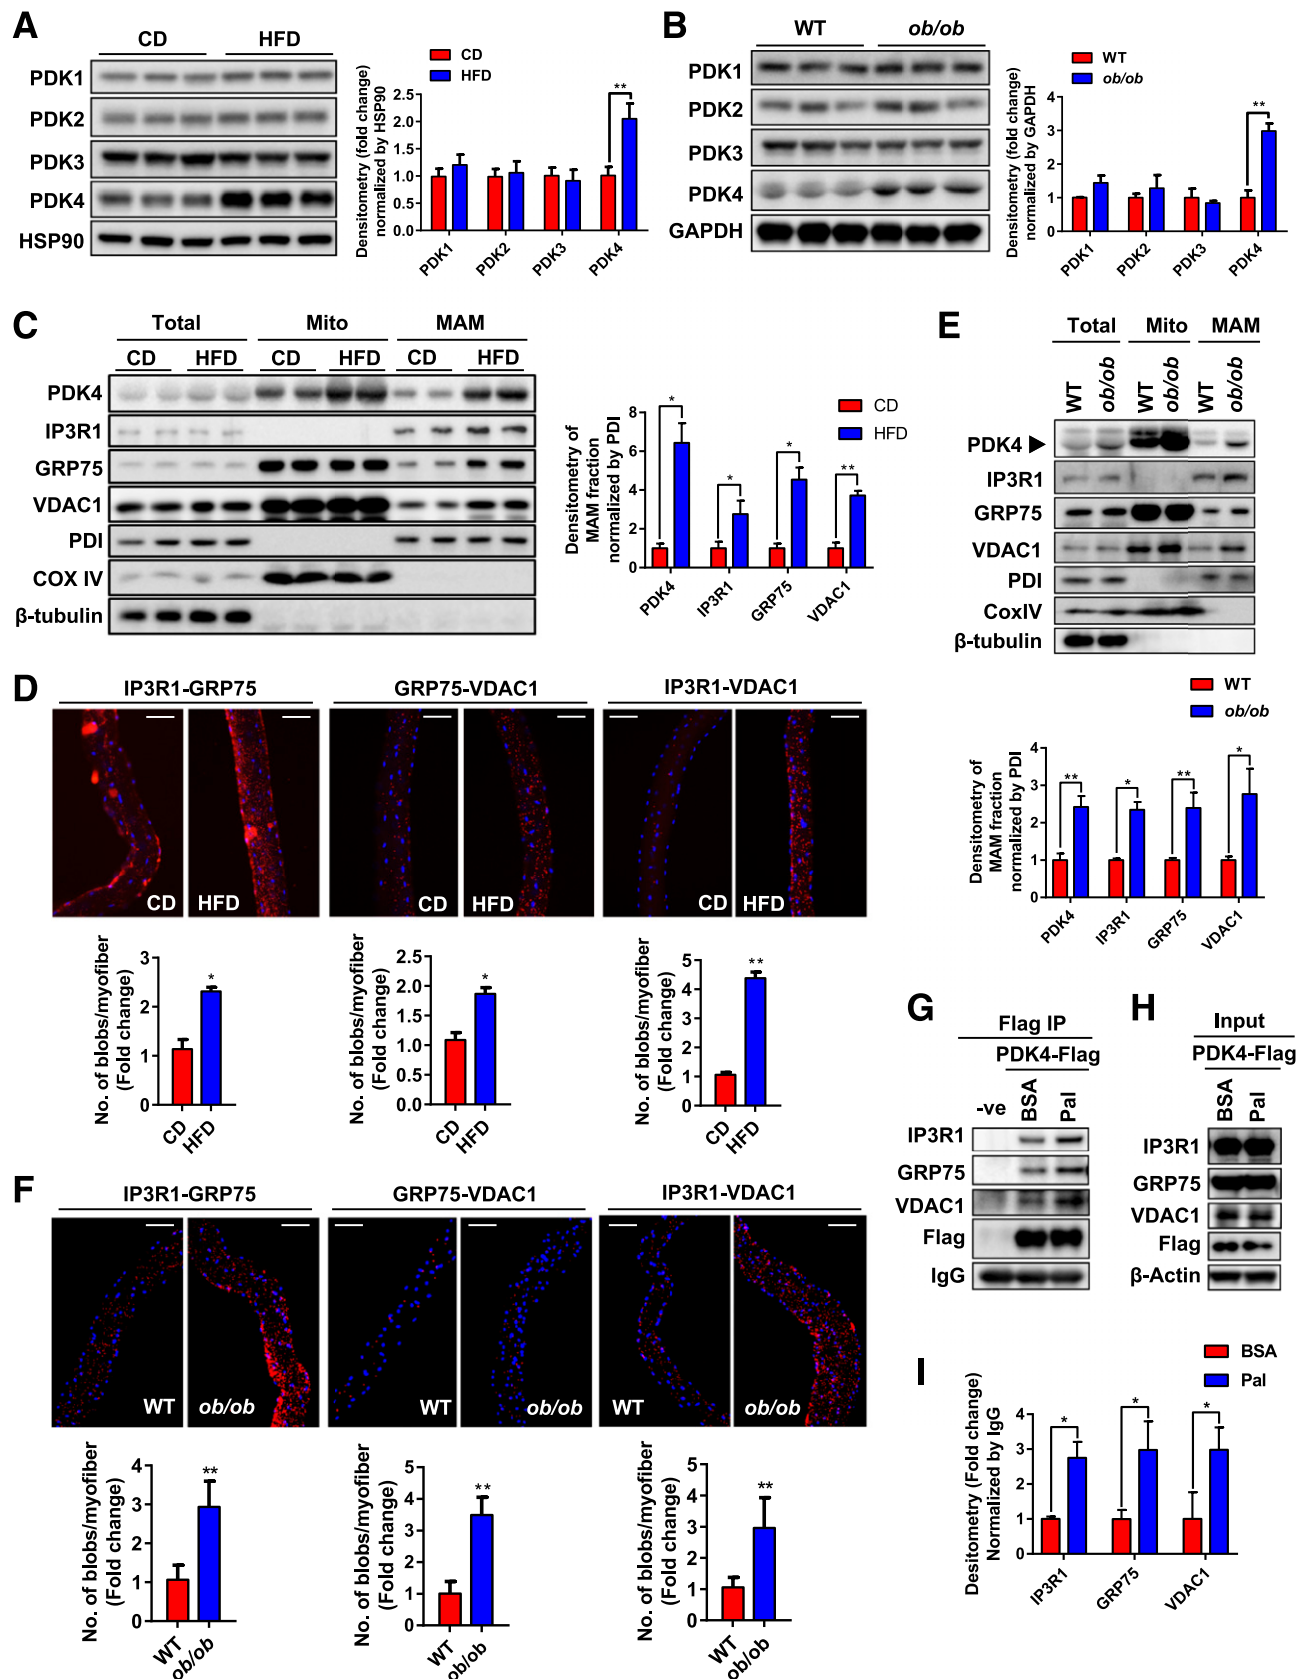 A
CD HFD
PDK1
PDK2
PDK3
PDK4
HSP90
CD
HFD
Densitometry (fold change)
normalized by HSP90
2.5
2.0
1.5
1.0
0.5
0.0
**
PDK1 PDK2 PDK3 PDK4
B
WT ob/ob
PDK1
PDK2
PDK3
PDK4
GAPDH
WT
ob/ob
Densitometry (fold change)
normalized by GAPDH
4
3
2
1
0
**
PDK1 PDK2 PDK3 PDK4
C
Total Mito MAM
CD HFD CD HFD CD HFD
PDK4
IP3R1
GRP75
VDAC1
PDI
COX IV
β-tubulin
CD
HFD
Densitometry of
MAM fraction
normalized by PDI
8
6
4
2
0
* * * **
PDK4 IP3R1 GRP75 VDAC1
E
Total Mito MAM
WT ob/ob WT ob/ob WT ob/ob
PDK4
IP3R1
GRP75
VDAC1
PDI
CoxIV
β-tubulin
WT
ob/ob
Densitometry of
MAM fraction
normalized by PDI
4
3
2
1
0
** * ** *
PDK4 IP3R1 GRP75 VDAC1
D
IP3R1-GRP75 GRP75-VDAC1 IP3R1-VDAC1
CD HFD CD HFD CD HFD
No. of blobs/myofiber
(Fold change)
3
2
1
0
*
CD HFD
No. of blobs/myofiber
(Fold change)
2.5
2.0
1.5
1.0
0.5
0.0
*
CD HFD
No. of blobs/myofiber
(Fold change)
5
4
3
2
1
0
**
CD HFD
F
IP3R1-GRP75 GRP75-VDAC1 IP3R1-VDAC1
WT ob/ob WT ob/ob WT ob/ob
No. of blobs/myofiber
(Fold change)
4
3
2
1
0
**
WT ob/ob
No. of blobs/myofiber
(Fold change)
5
4
3
2
1
0
**
WT ob/ob
No. of blobs/myofiber
(Fold change)
5
4
3
2
1
0
**
WT ob/ob
G
Flag IP
PDK4-Flag
-ve BSA Pal
IP3R1
GRP75
VDAC1
Flag
IgG
H
Input
PDK4-Flag
BSA Pal
IP3R1
GRP75
VDAC1
Flag
β-Actin
I
BSA
Pal
Desitometry (Fold change)
Normalized by IgG
4
3
2
1
0
* * *
IP3R1 GRP75 VDAC1